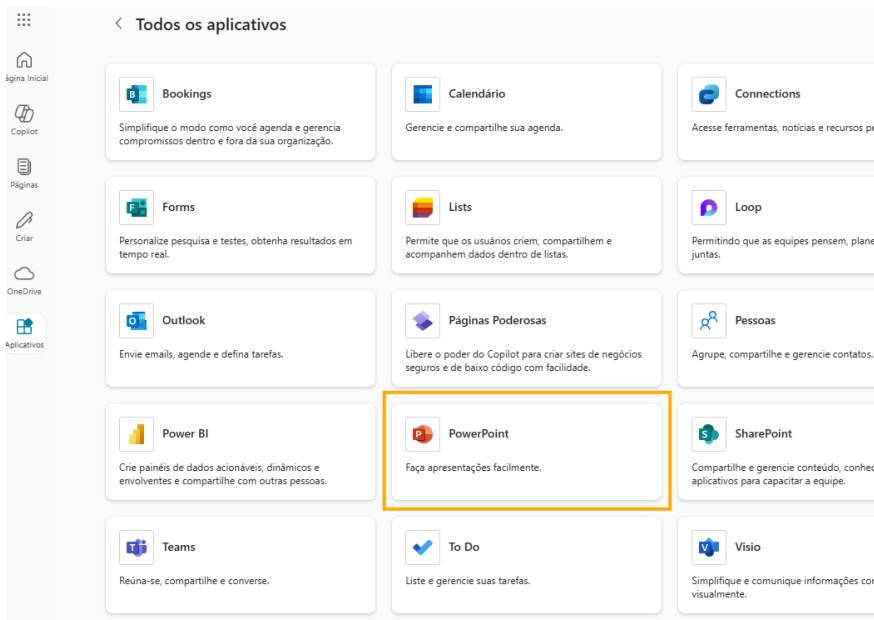 Todos os aplicativos
Página Inicial
Copilot
Páginas
Criar
OneDrive
Aplicativos
Bookings
Simplifique o modo como você agenda e gerencia
compromissos dentro e fora da sua organização.
Calendário
Gerencie e compartilhe sua agenda.
Connections
Acesse ferramentas, notícias e recursos
Forms
Personalize pesquisa e testes, obtenha resultados em
tempo real.
Lists
Permite que os usuários criem, compartilhem e
acompanhem dados dentro de listas.
Loop
Permitindo que as equipes pensem,
juntas.
Outlook
Envie emails, agende e defina tarefas.
Páginas Poderosas
Libere o poder do Copilot para criar sites de negócios
seguros e de baixo código com facilidade.
Pessoas
Agrupe, compartilhe e gerencie contatos.
Power BI
Crie painéis de dados acionáveis, dinâmicos e
envolventes e compartilhe com outras pessoas.
PowerPoint
Faça apresentações facilmente.
SharePoint
Compartilhe e gerencie conteúdo,
aplicativos para capacitar a equipe.
Teams
Reúna-se, compartilhe e converse.
To Do
Liste e gerencie suas tarefas.
Visio
Simplifique e comunique informações
visualmente.